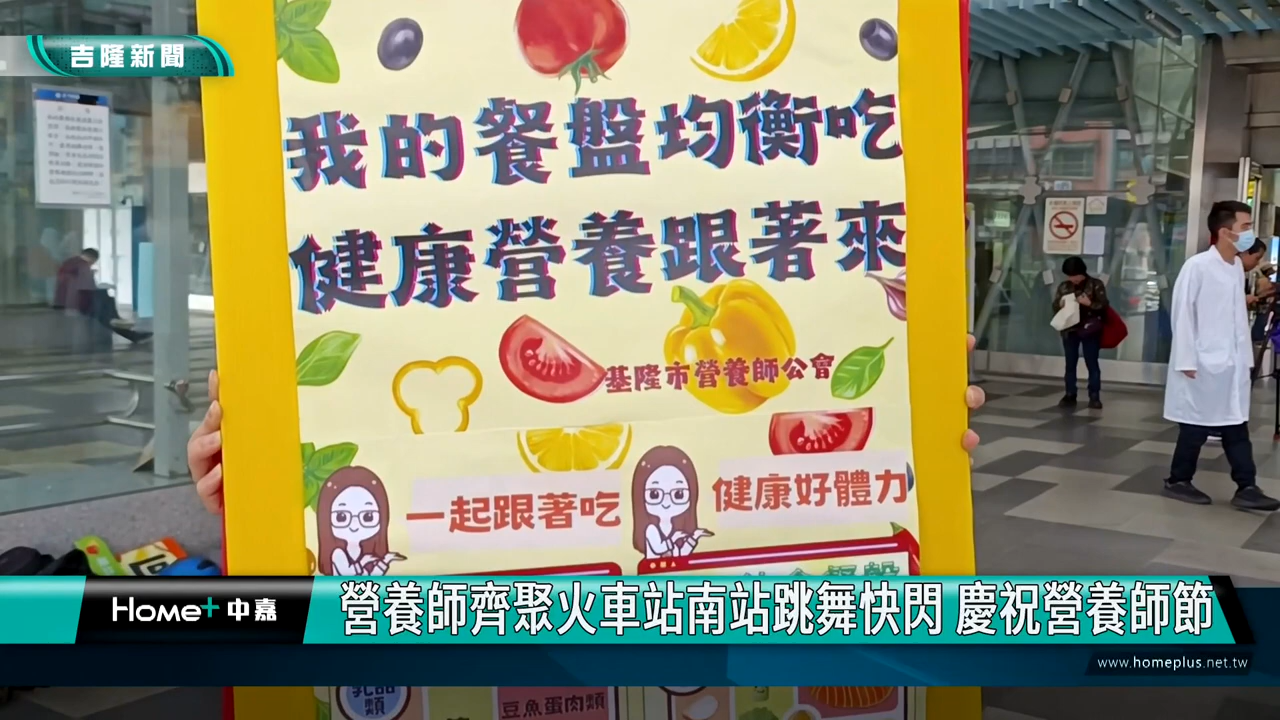 吉隆新聞
我的餐盤均衡吃
健康營養跟著來
基隆市營養師公會
一起跟著吃
健康好體力
Home+ 中嘉
營養師齊聚火車站南站跳舞快閃 慶祝營養師節
www.homeplus.net.tw
乳品類
豆魚蛋肉類